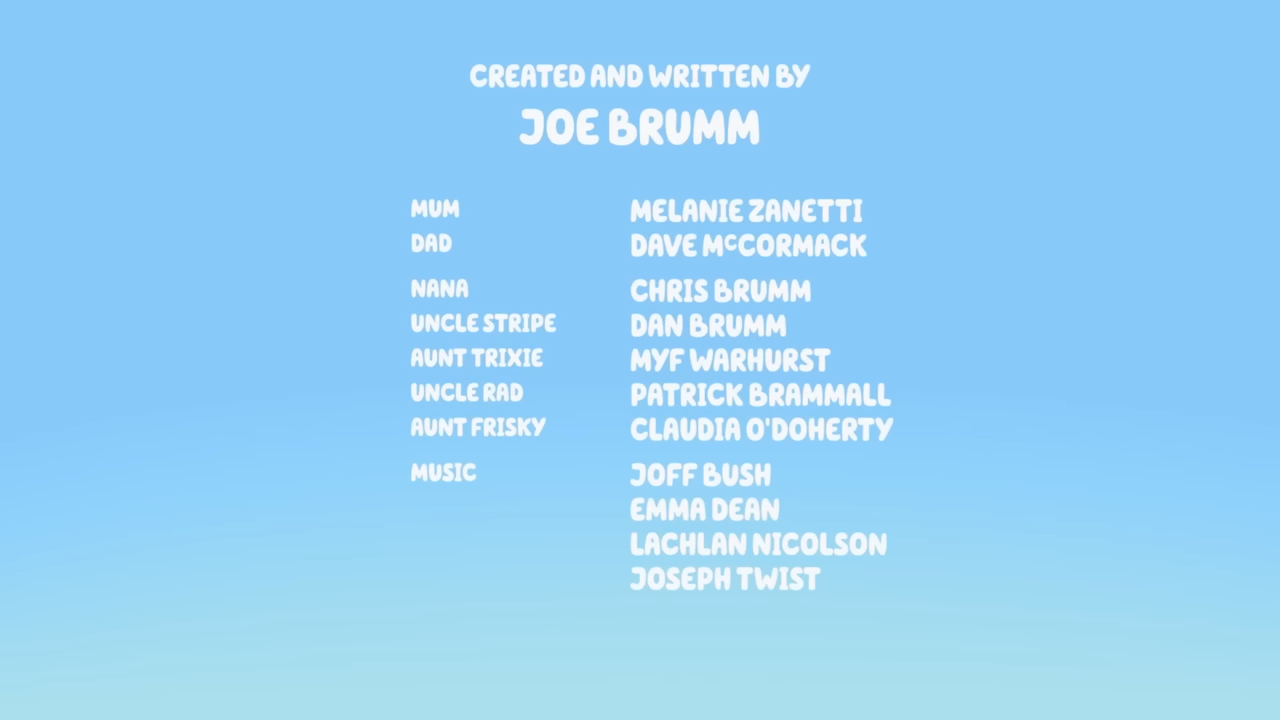 CREATED AND WRITTEN BY
JOE BRUMM
MUM MELANIE ZANETTI
DAD DAVE McCORMACK
NANA CHRIS BRUMM
UNCLE STRIPE DAN BRUMM
AUNT TRIXIE MYF WARHURST
UNCLE RAD PATRICK BRAMMALL
AUNT FRISKY CLAUDIA O'DOHERTY
MUSIC JOFF BUSH
EMMA DEAN
LACHLAN NICOLSON
JOSEPH TWIST